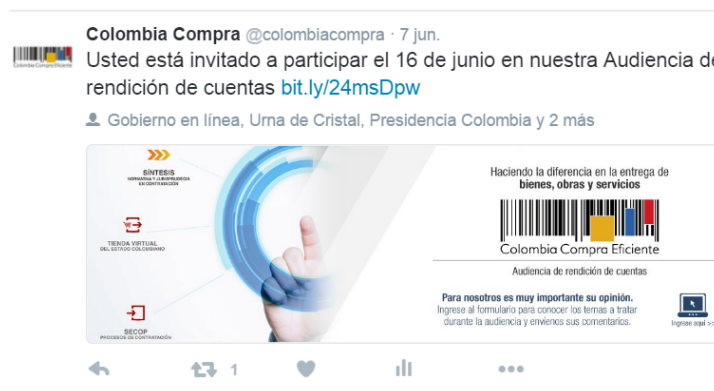 Colombia Compra @colombiacompra · 7 jun.
Usted está invitado a participar el 16 de junio en nuestra Audiencia de
rendición de cuentas bit.ly/24msDpw
Gobierno en línea, Urna de Cristal, Presidencia Colombia y 2 más
Colombia Compra Eficiente
SÍNTESIS
NORMATIVA Y JURISPRUDENCIA
EN CONTRATACIÓN
TIENDA VIRTUAL
DEL ESTADO COLOMBIANO
SECOP
PROCESOS DE CONTRATACIÓN
Haciendo la diferencia en la entrega de
bienes, obras y servicios
Colombia Compra Eficiente
Audiencia de rendición de cuentas
Para nosotros es muy importante su opinión.
Ingrese al formulario para conocer los temas a tratar
durante la audiencia y envíenos sus comentarios.
Ingrese aquí >>
1